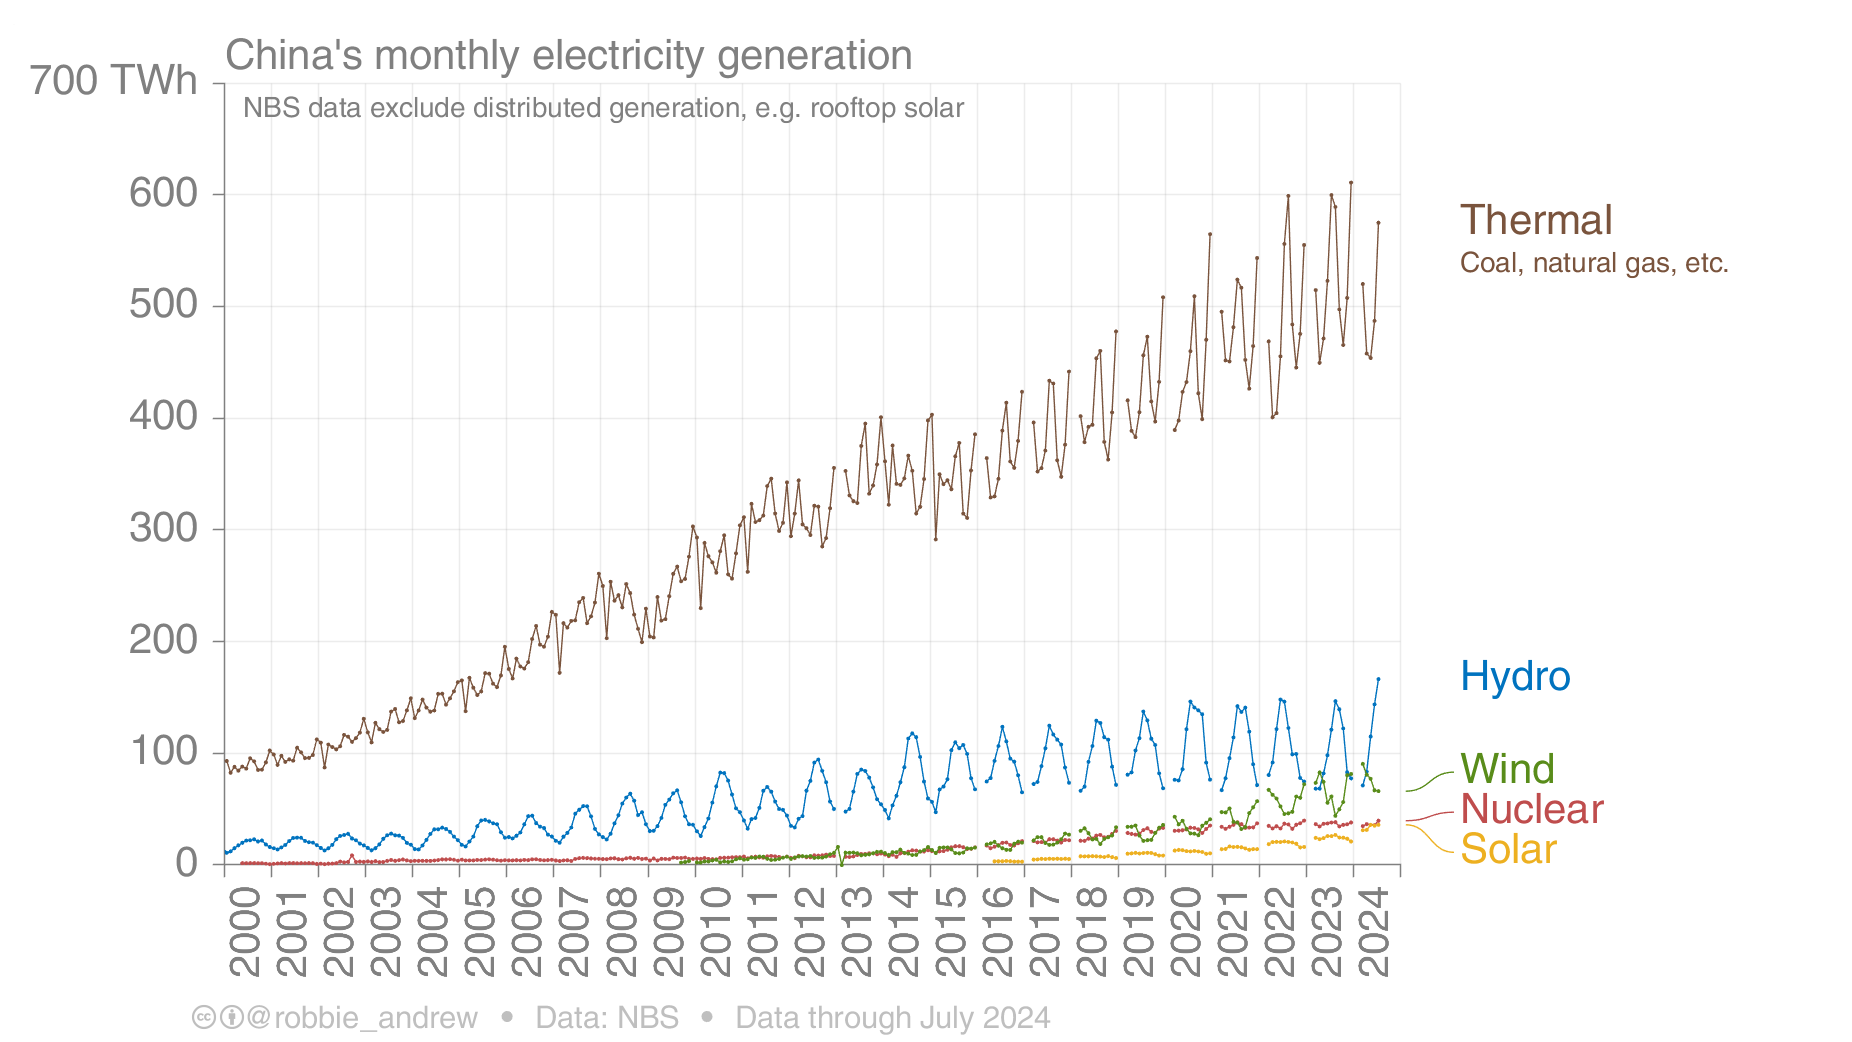 China's monthly electricity generation
700 TWh
NBS data exclude distributed generation, e.g. rooftop solar
600
500
400
300
200
100
0
Thermal
Coal, natural gas, etc.
Hydro
Wind
Nuclear
Solar
2000 2001 2002 2003 2004 2005 2006 2007 2008 2009 2010 2011 2012 2013 2014 2015 2016 2017 2018 2019 2020 2021 2022 2023 2024
@robbie_andrew • Data: NBS • Data through July 2024